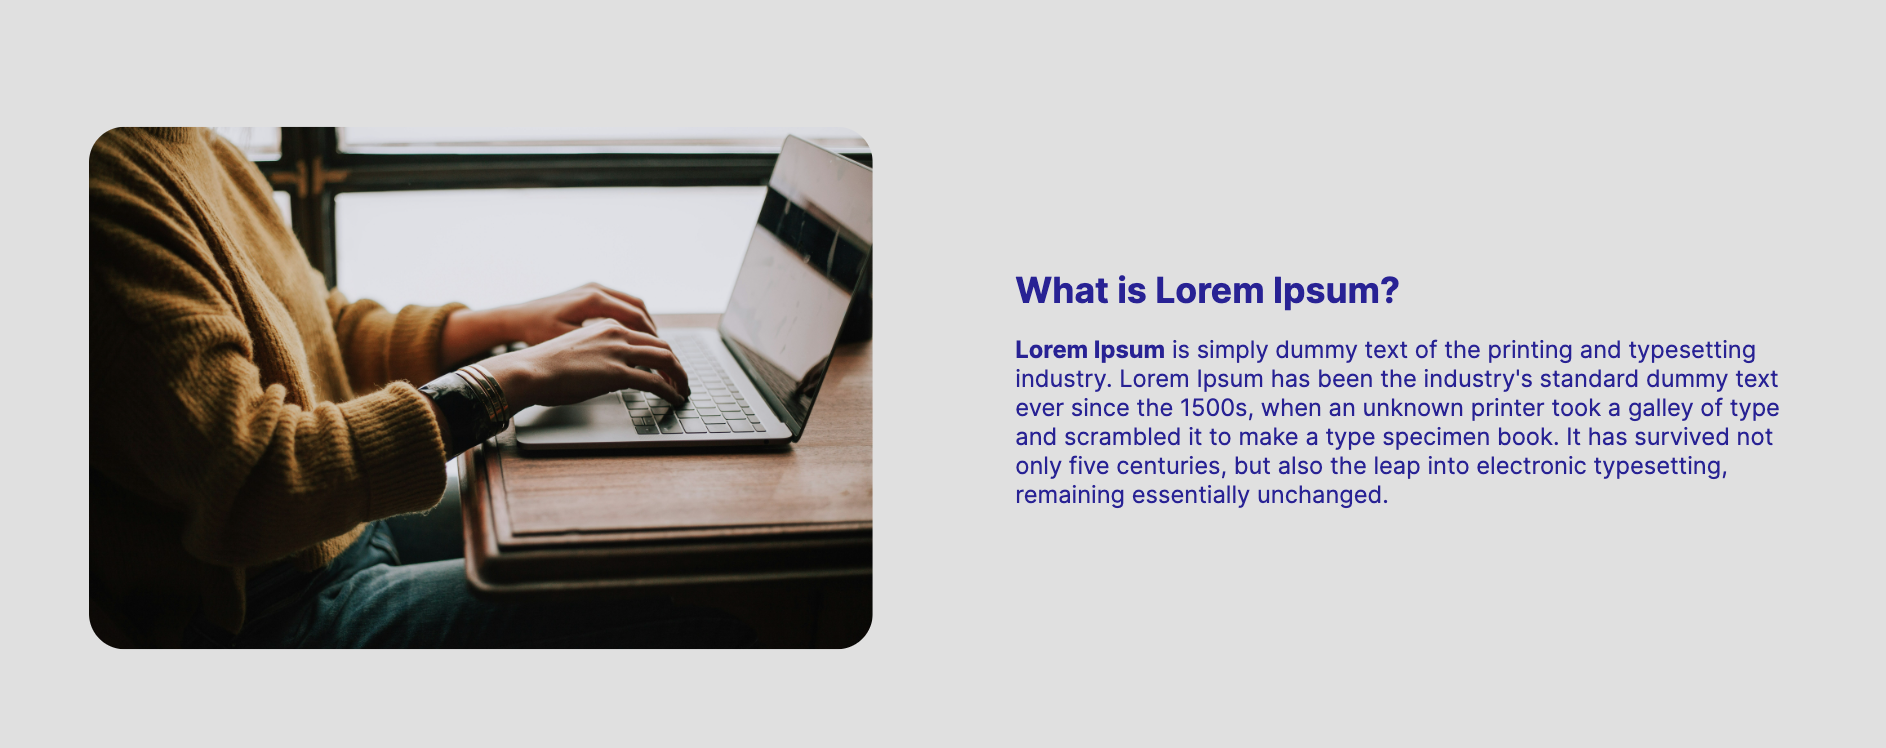 What is Lorem Ipsum?
Lorem Ipsum is simply dummy text of the printing and typesetting
industry. Lorem Ipsum has been the industry's standard dummy text
ever since the 1500s, when an unknown printer took a galley of type
and scrambled it to make a type specimen book. It has survived not
only five centuries, but also the leap into electronic typesetting,
remaining essentially unchanged.